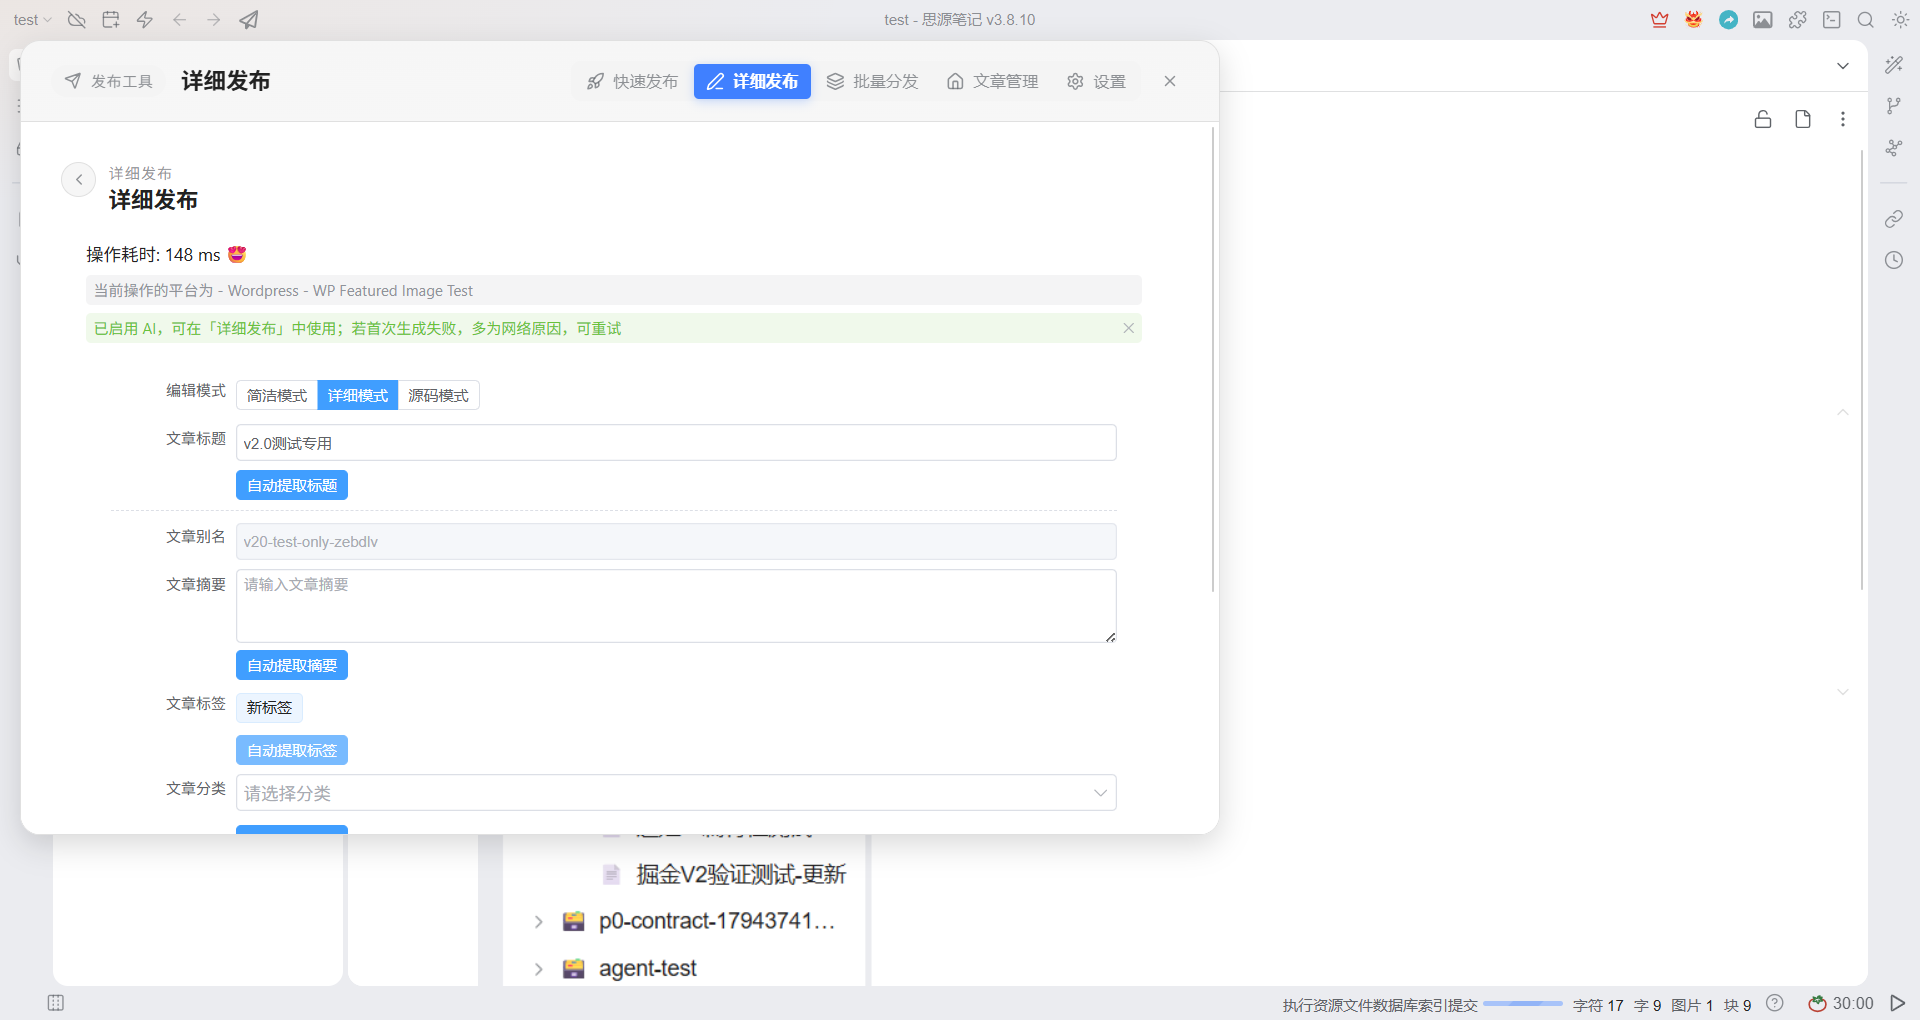 test
test - 思源笔记 v3.8.10
发布工具
详细发布
快速发布
详细发布
批量分发
文章管理
设置
详细发布
详细发布
操作耗时: 148 ms 😍
当前操作的平台为 - Wordpress - WP Featured Image Test
已启用 AI，可在「详细发布」中使用；若首次生成失败，多为网络原因，可重试
编辑模式
简洁模式
详细模式
源码模式
文章标题
v2.0测试专用
自动提取标题
文章别名
v20-test-only-zebdlv
文章摘要
请输入文章摘要
自动提取摘要
文章标签
新标签
自动提取标签
文章分类
请选择分类
掘金V2验证测试-更新
p0-contract-17943741...
agent-test
执行资源文件数据库索引提交
字符 17 字 9 图片 1 块 9
30:00